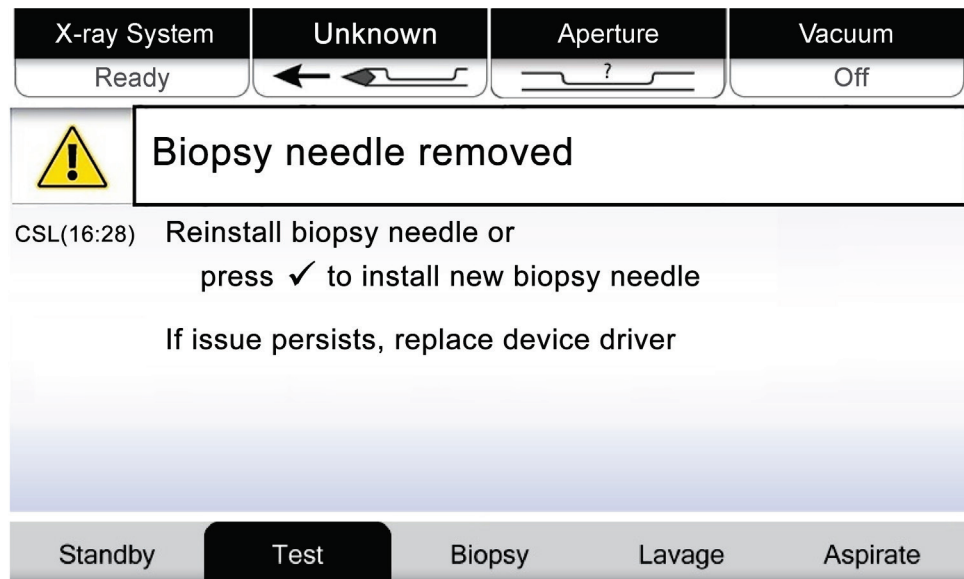 X-ray System Unknown Aperture Vacuum
Ready ? Off
Biopsy needle removed
CSL(16:28) Reinstall biopsy needle or
press ✓ to install new biopsy needle
If issue persists, replace device driver
Standby Test Biopsy Lavage Aspirate